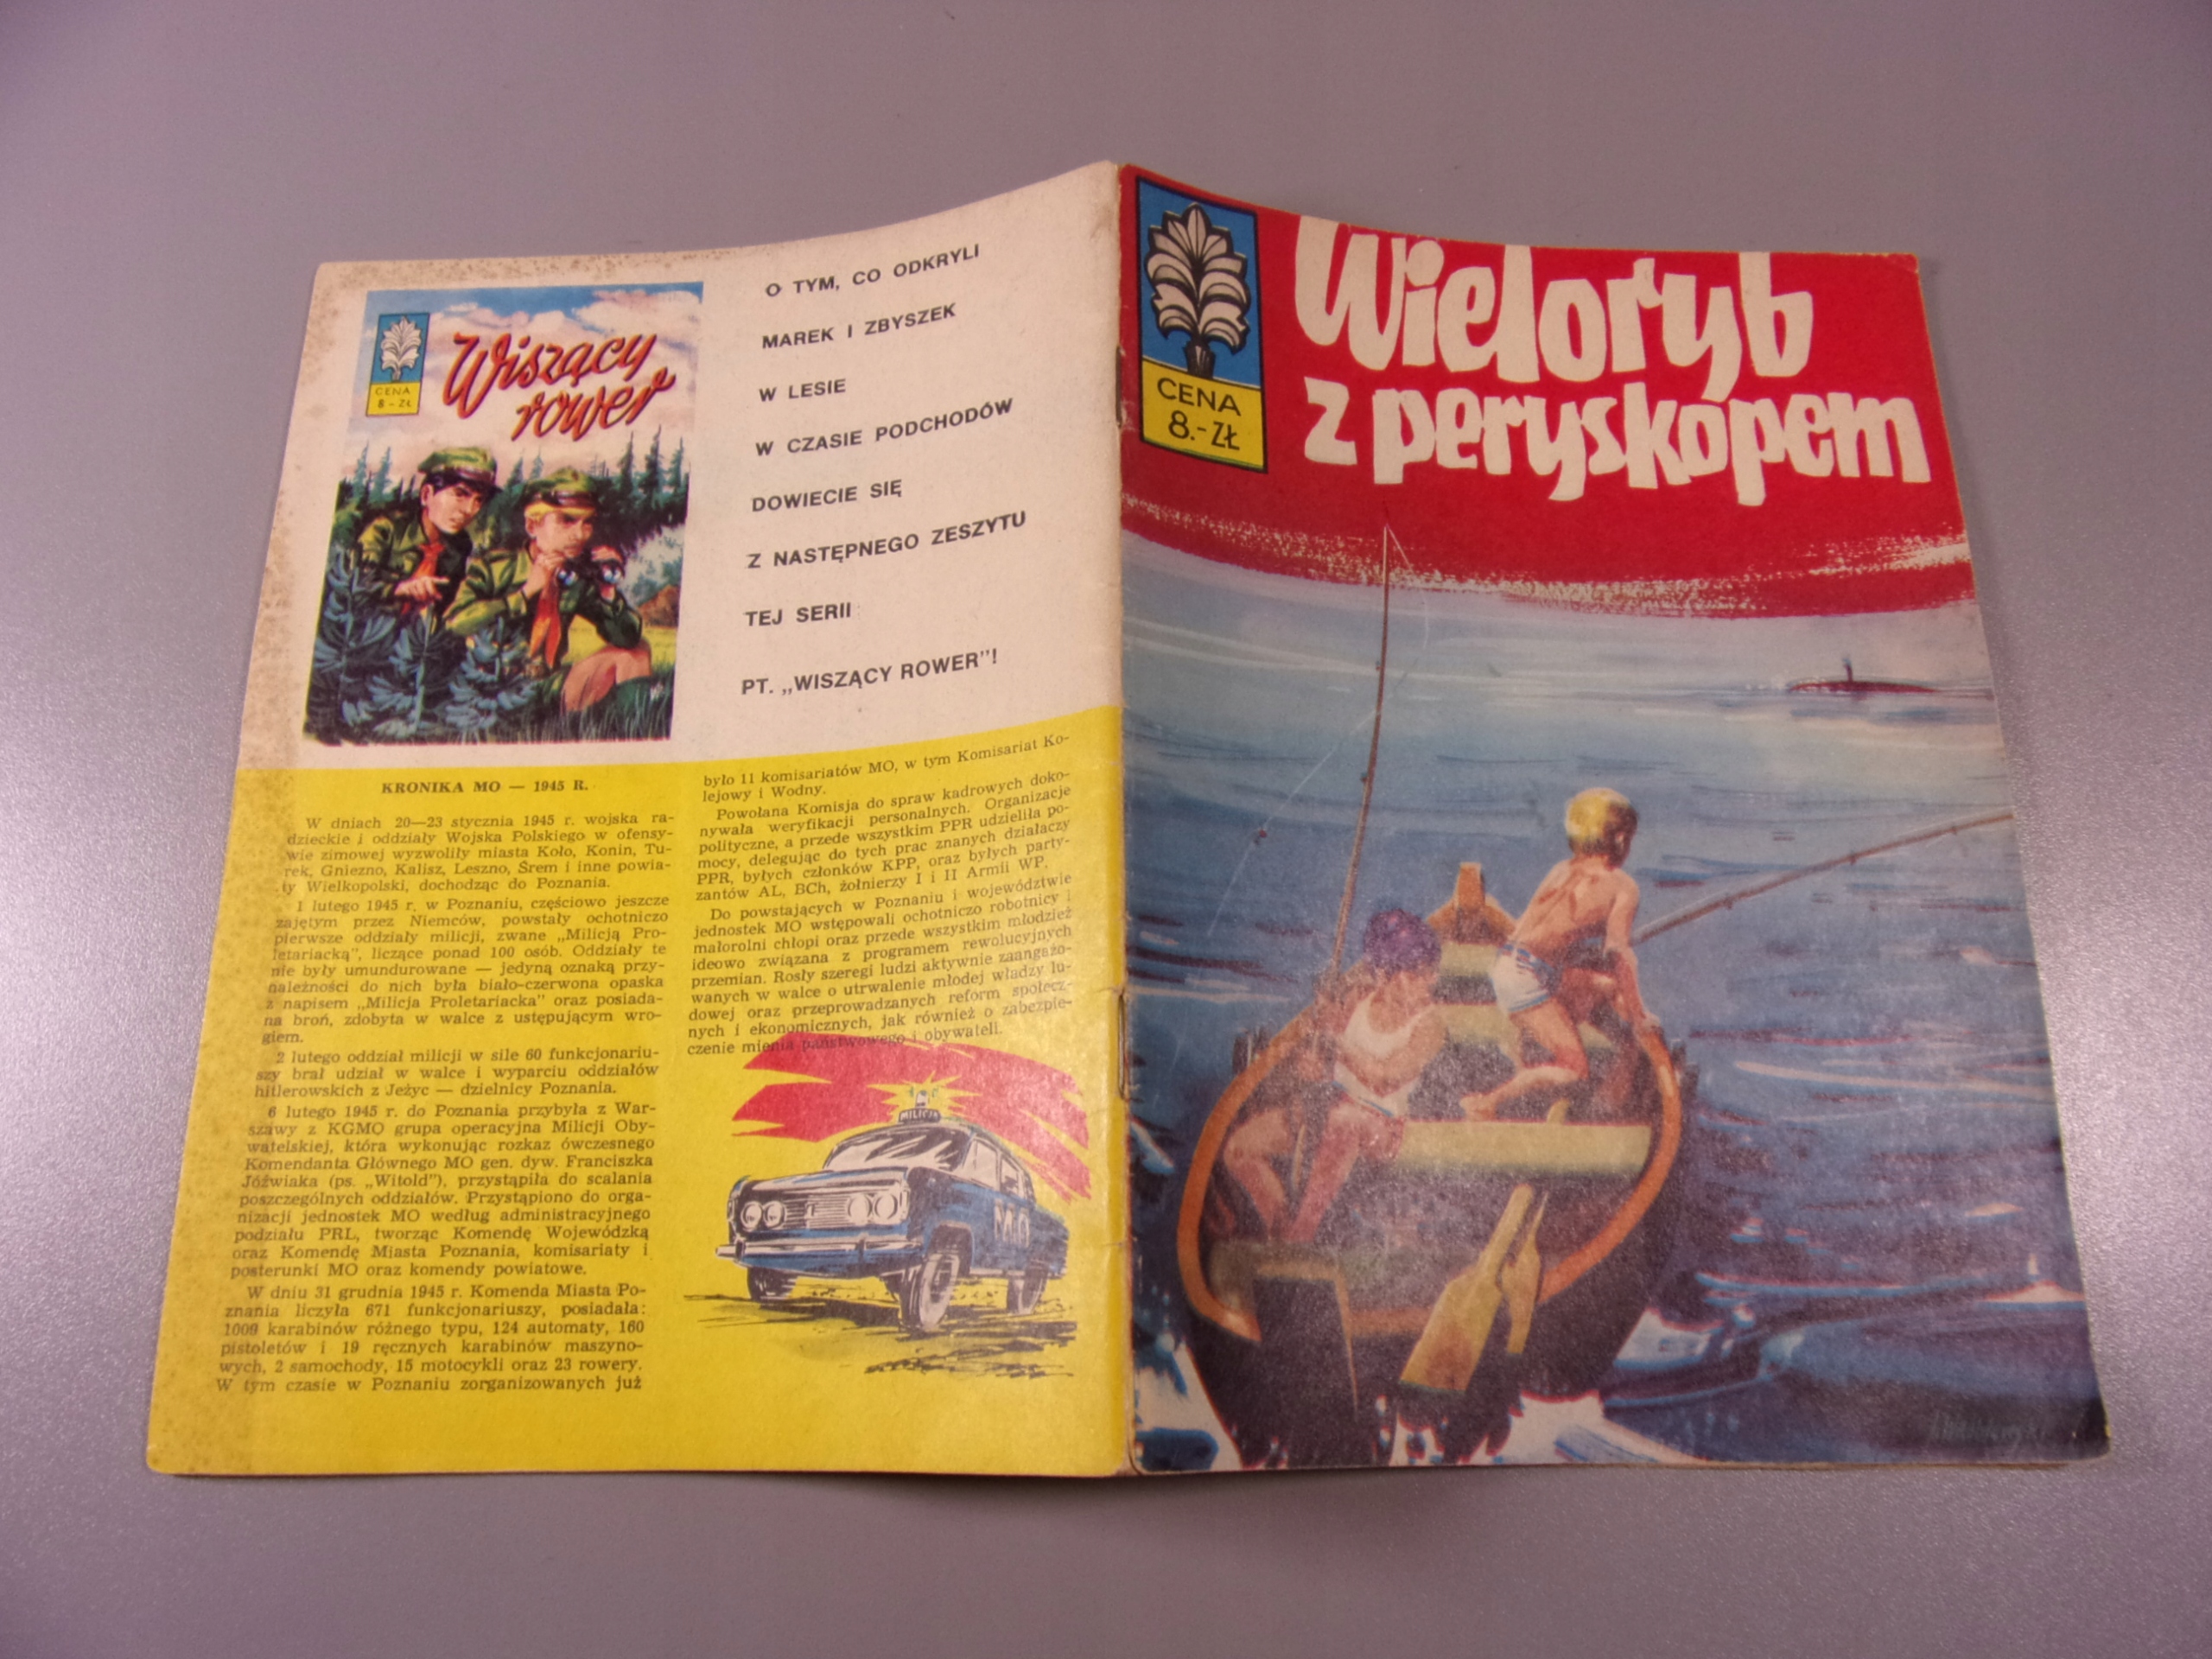 CENA
8 - ZŁ
Wiszący
rower
O TYM, CO ODKRYLI
MAREK I ZBYSZEK
W LESIE
W CZASIE PODCHODÓW
DOWIECIE SIĘ
Z NASTĘPNEGO ZESZYTU
TEJ SERII
PT. „WISZĄCY ROWER"!
KRONIKA MO — 1945 R.
W dniach 20—23 stycznia 1945 r. wojska ra-
dzieckie i oddziały Wojska Polskiego w ofensy-
wie zimowej wyzwoliły miasta Koło, Konin, Tu-
rek, Gniezno, Kalisz, Leszno, Śrem i inne powia-
ty Wielkopolski, dochodząc do Poznania.
1 lutego 1945 r. w Poznaniu, częściowo jeszcze
zajętym przez Niemców, powstały ochotniczo
pierwsze oddziały milicji, zwane „Milicją Pro-
letariacką", liczące ponad 100 osób. Oddziały te
nie były umundurowane — jedyną oznaką przy-
należności do nich była biało-czerwona opaska
z napisem „Milicja Proletariacka" oraz posiada-
na broń, zdobyta w walce z ustępującym wro-
giem.
2 lutego oddział milicji w sile 60 funkcjonariu-
szy brał udział w walce i wyparciu oddziałów
hitlerowskich z Jeżyc — dzielnicy Poznania.
6 lutego 1945 r. do Poznania przybyła z War-
szawy z KGMO grupa operacyjna Milicji Oby-
watelskiej, która wykonując rozkaz ówczesnego
Komendanta Głównego MO gen. dyw. Franciszka
Jóźwiaka (ps. „Witold"), przystąpiła do scalania
poszczególnych oddziałów. Przystąpiono do orga-
nizacji jednostek MO według administracyjnego
podziału PRL, tworząc Komendę Wojewódzką
oraz Komendę Miasta Poznania, komisariaty i
posterunki MO oraz komendy powiatowe.
W dniu 31 grudnia 1945 r. Komenda Miasta Po-
znania liczyła 671 funkcjonariuszy, posiadała:
1009 karabinów różnego typu, 124 automaty, 160
pistoletów i 19 ręcznych karabinów maszyno-
wych, 2 samochody, 15 motocykli oraz 23 rowery.
W tym czasie w Poznaniu zorganizowanych już
było 11 komisariatów MO, w tym Komisariat Ko-
lejowy i Wodny.
Powołana Komisja do spraw kadrowych doko-
nywała weryfikacji personalnych. Organizacje
polityczne, a przede wszystkim PPR udzieliła po-
mocy, delegując do tych prac znanych działaczy
PPR, byłych członków KPP, oraz byłych party-
zantów AL, BCh, żołnierzy I i II Armii WP.
Do powstających w Poznaniu i województwie
jednostek MO wstępowali ochotniczo robotnicy i
małorolni chłopi oraz przede wszystkim młodzież
ideowo związana z programem rewolucyjnych
przemian. Rosły szeregi ludzi aktywnie zaangażo-
wanych w walce o utrwalenie młodej władzy lu-
dowej oraz przeprowadzanych reform społecz-
nych i ekonomicznych, jak również o zabezpie-
czenie mienia państwowego i obywateli.
MILICJA
MO
CENA
8.- ZŁ
Wieloryb
z peryskopem